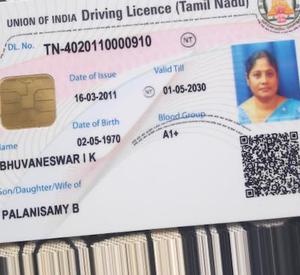 UNION OF INDIA Driving Licence (Tamil Nadu)
DL. No. TN-4020110000910 NT
Date of Issue Valid Till
16-03-2011 NT 01-05-2030
Date of Birth Blood Group
02-05-1970 A1+
Name
BHUVANESWAR I K
Son/Daughter/Wife of
PALANISAMY B